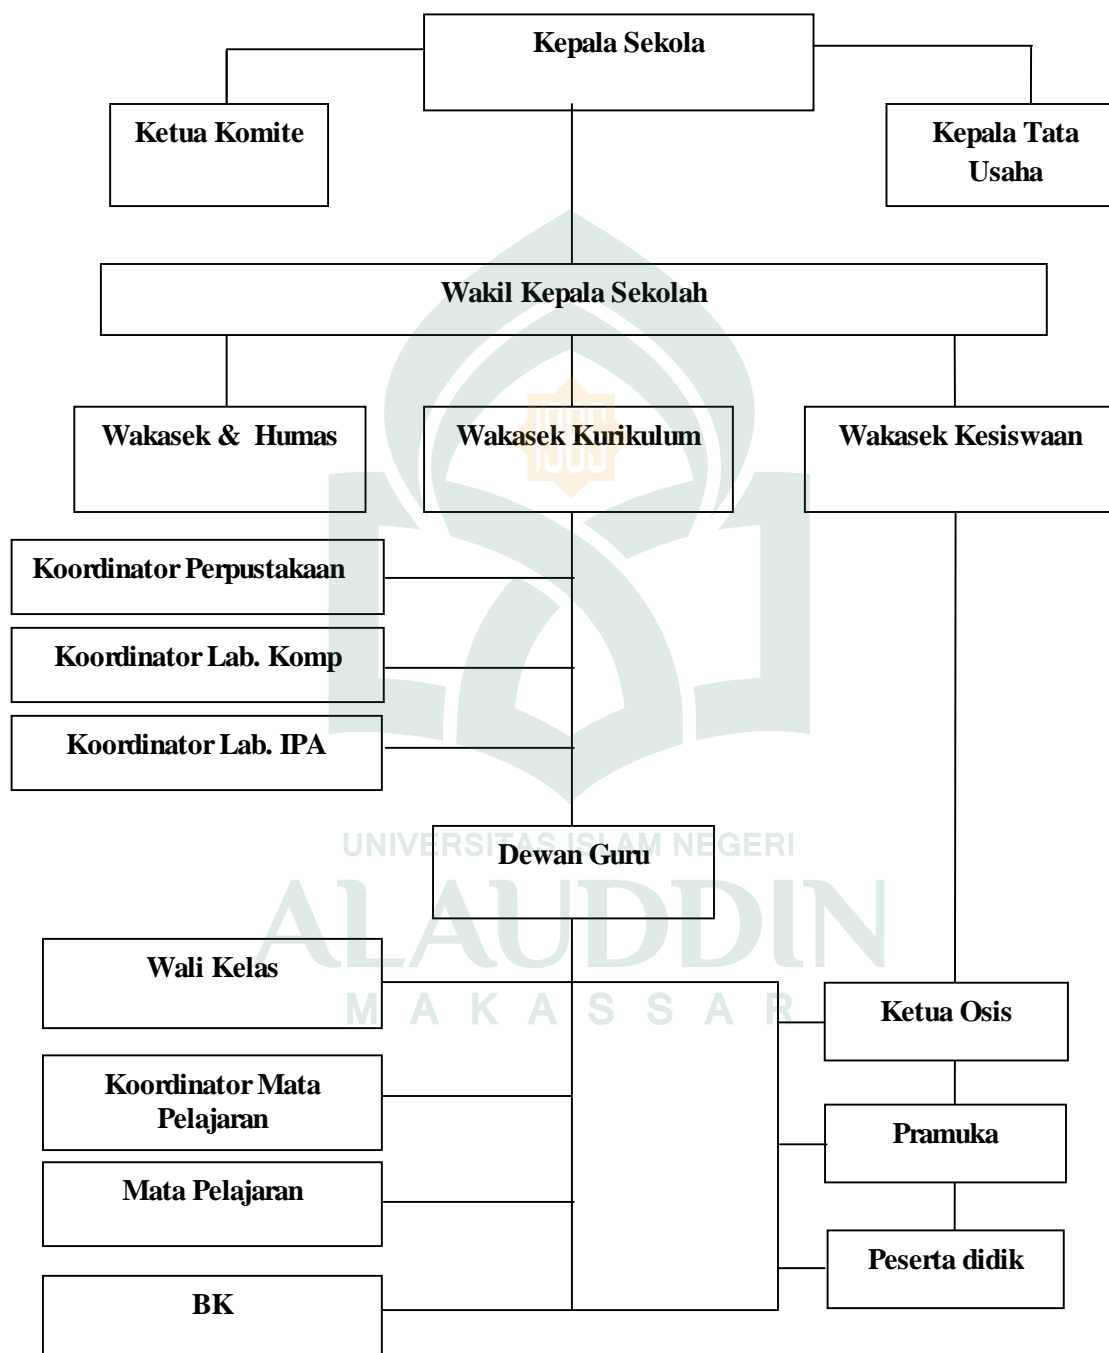 Kepala Sekola
Ketua Komite
Kepala Tata
Usaha
Wakil Kepala Sekolah
Wakasek & Humas
Wakasek Kurikulum
Wakasek Kesiswaan
1965
Koordinator Perpustakaan
Koordinator Lab. Komp
Koordinator Lab. IPA
UNIVERSITAS ISLAM NEGERI
Dewan Guru
ALAUDDIN
Wali Kelas
MAKASSAR
Ketua Osis
Koordinator Mata
Pelajaran
Pramuka
Mata Pelajaran
Peserta didik
BK